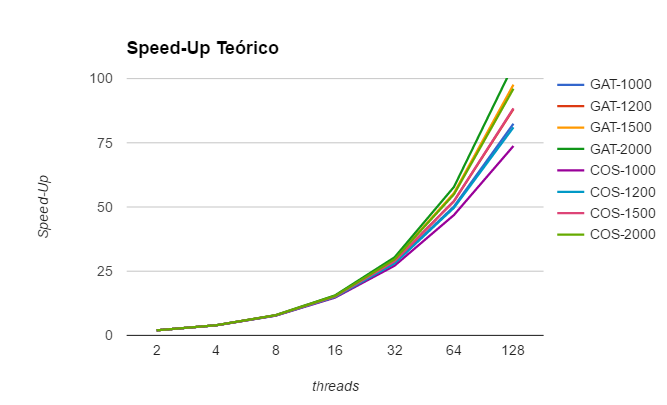 Speed-Up Teórico
100
75
50
25
0
Speed-Up
2 4 8 16 32 64 128
threads
GAT-1000
GAT-1200
GAT-1500
GAT-2000
COS-1000
COS-1200
COS-1500
COS-2000